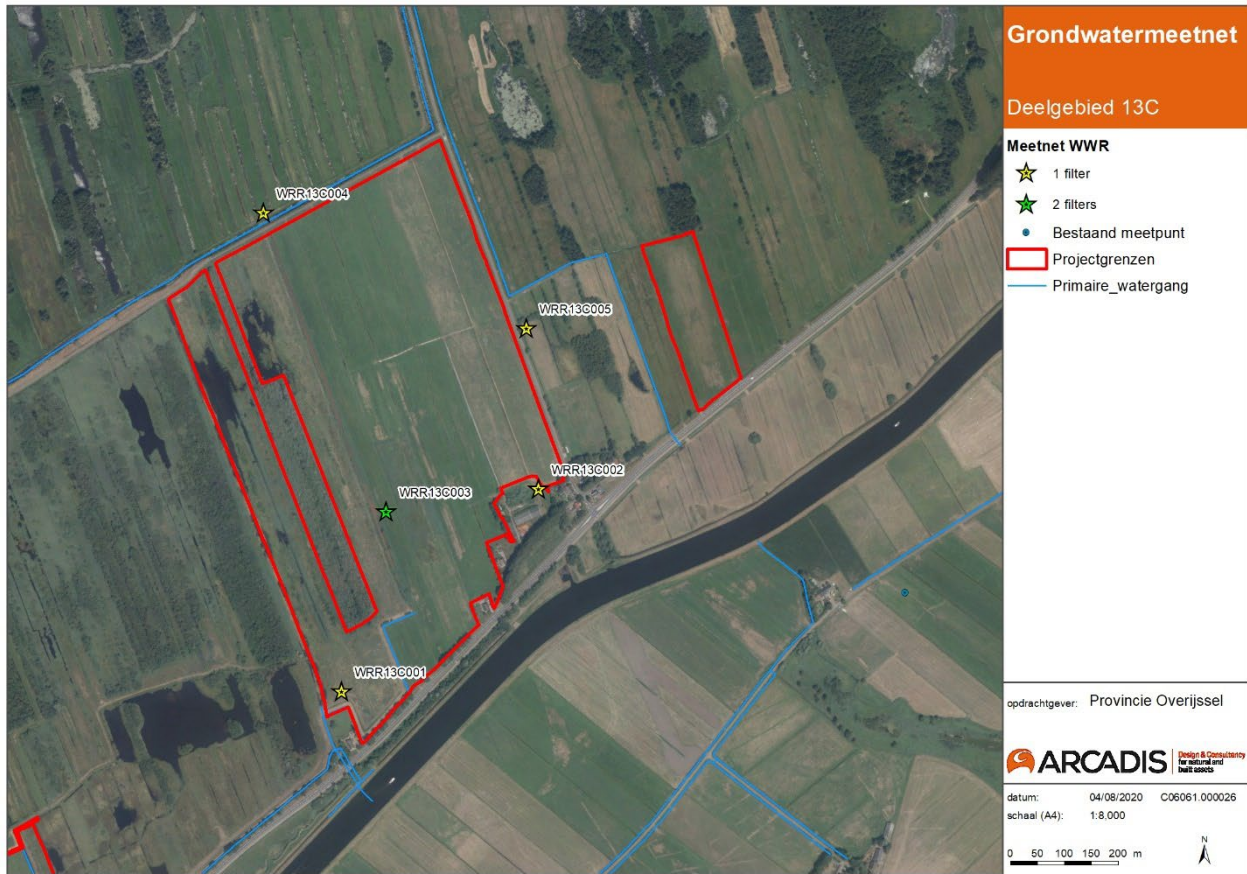 Grondwatermeetnet
Deelgebied 13C
Meetnet WWR
1 filter
2 filters
Bestaand meetpunt
Projectgrenzen
Primaire_watergang
WRR13C004
WRR13C005
WRR13C002
WRR13C003
WRR13C001
opdrachtgever: Provincie Overijssel
ARCADIS
Design & Consultancy
for natural and
built assets
datum: 04/08/2020 C06061.000026
schaal (A4): 1:8.000
N
0 50 100 150 200 m